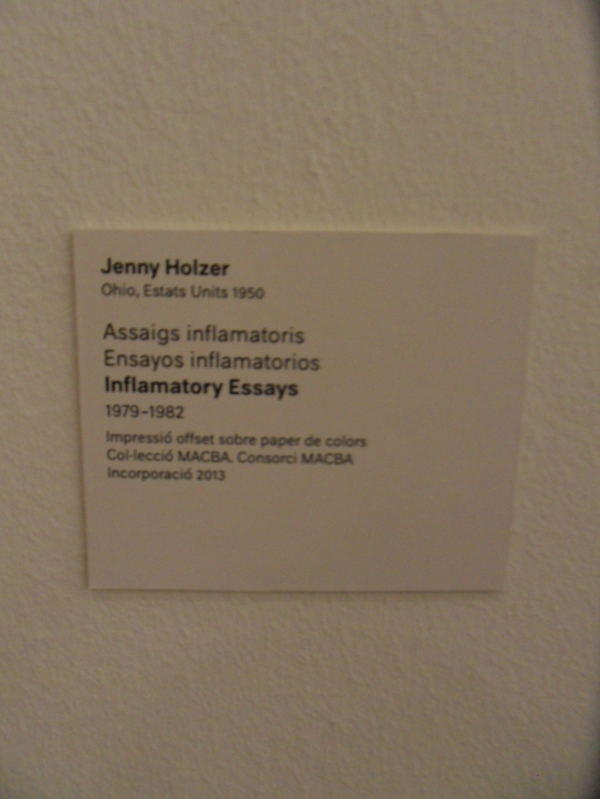 Jenny Holzer
Ohio, Estats Units 1950
Assaigs inflamatoris
Ensayos inflamatorios
Inflamatory Essays
1979-1982
Impressió offset sobre paper de colors
Col·lecció MACBA. Consorci MACBA
Incorporació 2013